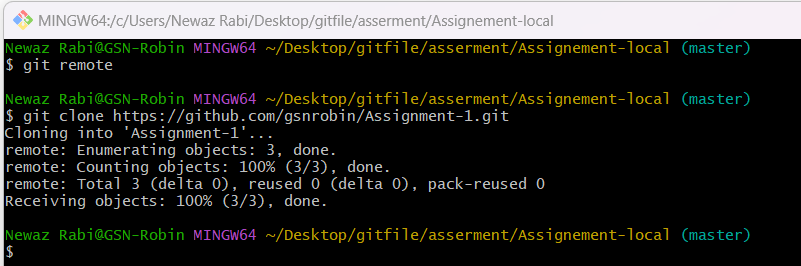 MINGW64:/c/Users/Newaz Rabi/Desktop/gitfile/asserment/Assignement-local
Newaz Rabi@GSN-Robin MINGW64 ~/Desktop/gitfile/asserment/Assignement-local (master)
$ git remote
Newaz Rabi@GSN-Robin MINGW64 ~/Desktop/gitfile/asserment/Assignement-local (master)
$ git clone https://github.com/gsnrobin/Assignment-1.git
Cloning into 'Assignment-1'...
remote: Enumerating objects: 3, done.
remote: Counting objects: 100% (3/3), done.
remote: Total 3 (delta 0), reused 0 (delta 0), pack-reused 0
Receiving objects: 100% (3/3), done.
Newaz Rabi@GSN-Robin MINGW64 ~/Desktop/gitfile/asserment/Assignement-local (master)
$